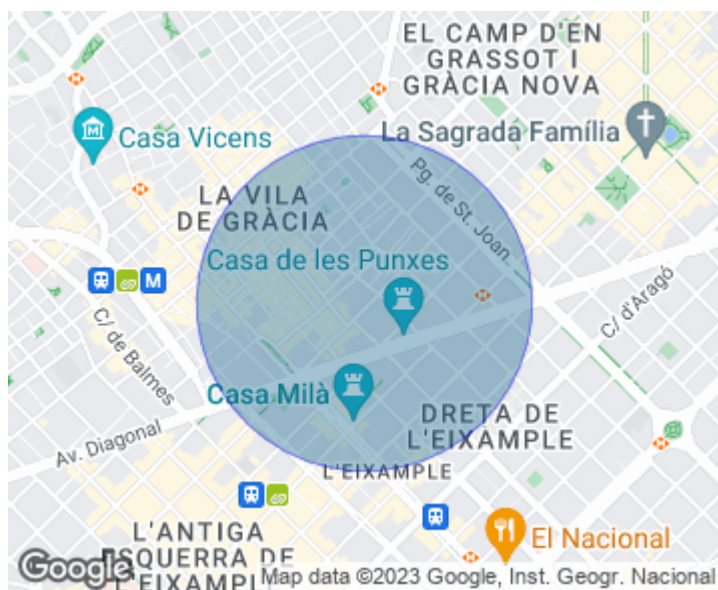 EL CAMP D'EN
GRASSOT I
GRÀCIA NOVA
La Sagrada Família
Casa Vicens
Pg. de St. Joan
LA VILA
DE GRÀCIA
Casa de les Punxes
M
C/ d'Aragó
C/ de Balmes
Casa Milà
DRETA DE
L'EIXAMPLE
Av. Diagonal
L'EIXAMPLE
El Nacional
L'ANTIGA
ESQUERRA DE
L'EIXAMPLE
Google
Map data ©2023 Google, Inst. Geogr. Nacional